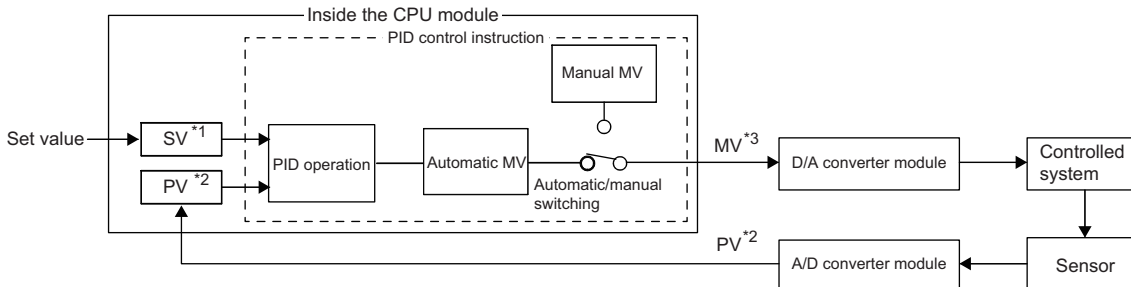 Inside the CPU module
PID control instruction
Manual MV
Set value
SV*1
PV*2
PID operation
Automatic MV
Automatic/manual
switching
MV*3
D/A converter module
Controlled
system
PV*2
A/D converter module
Sensor